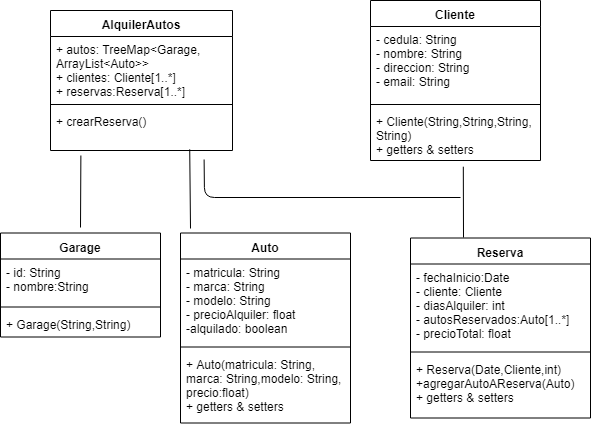 AlquilerAutos
+ autos: TreeMap<Garage,
ArrayList<Auto>>
+ clientes: Cliente[1..*]
+ reservas:Reserva[1..*]
+ crearReserva()
Cliente
- cedula: String
- nombre: String
- direccion: String
- email: String
+ Cliente(String,String,String,
String)
+ getters & setters
Garage
- id: String
- nombre:String
+ Garage(String,String)
Auto
- matricula: String
- marca: String
- modelo: String
- precioAlquiler: float
-alquilado: boolean
+ Auto(matricula: String,
marca: String,modelo: String,
precio:float)
+ getters & setters
Reserva
- fechaInicio:Date
- cliente: Cliente
- diasAlquiler: int
- autosReservados:Auto[1..*]
- precioTotal: float
+ Reserva(Date,Cliente,int)
+agregarAutoAReserva(Auto)
+ getters & setters